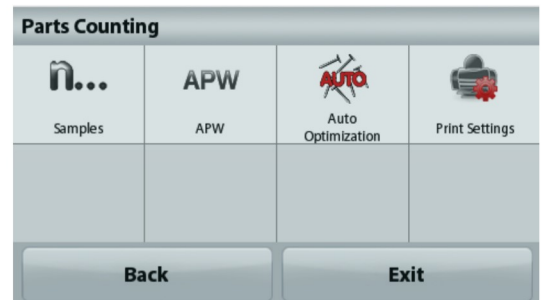 Parts Counting
n...
APW
AUTO
Samples
APW
Auto
Optimization
Print Settings
Back
Exit